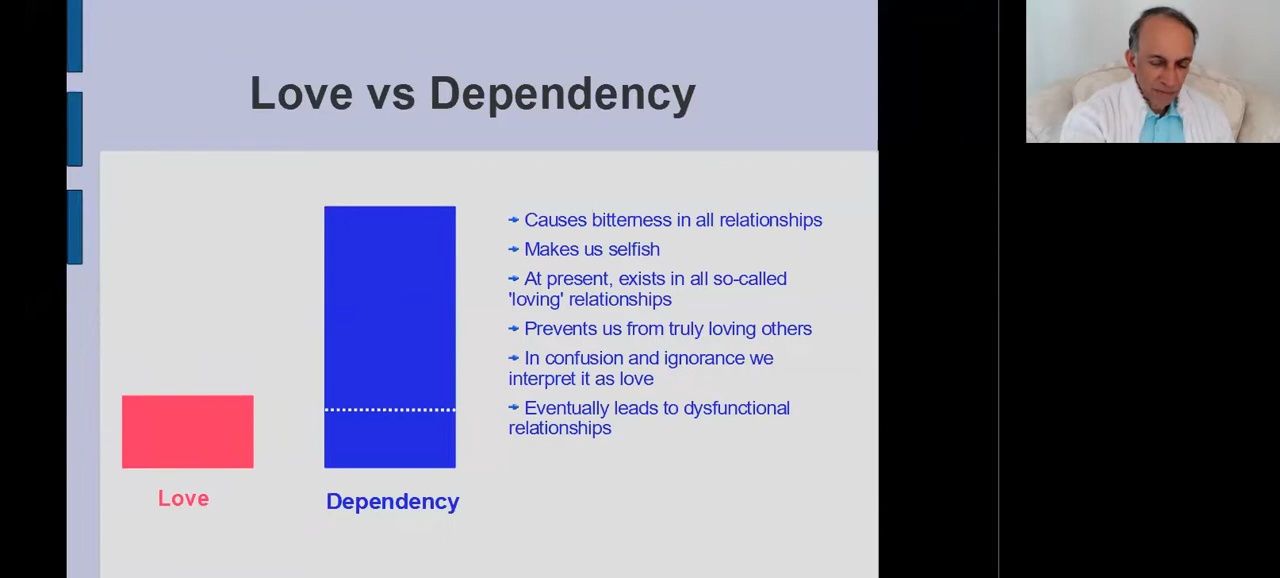 Love vs Dependency
Causes bitterness in all relationships
Makes us selfish
At present, exists in all so-called
'loving' relationships
Prevents us from truly loving others
In confusion and ignorance we
interpret it as love
Eventually leads to dysfunctional
relationships
Love
Dependency